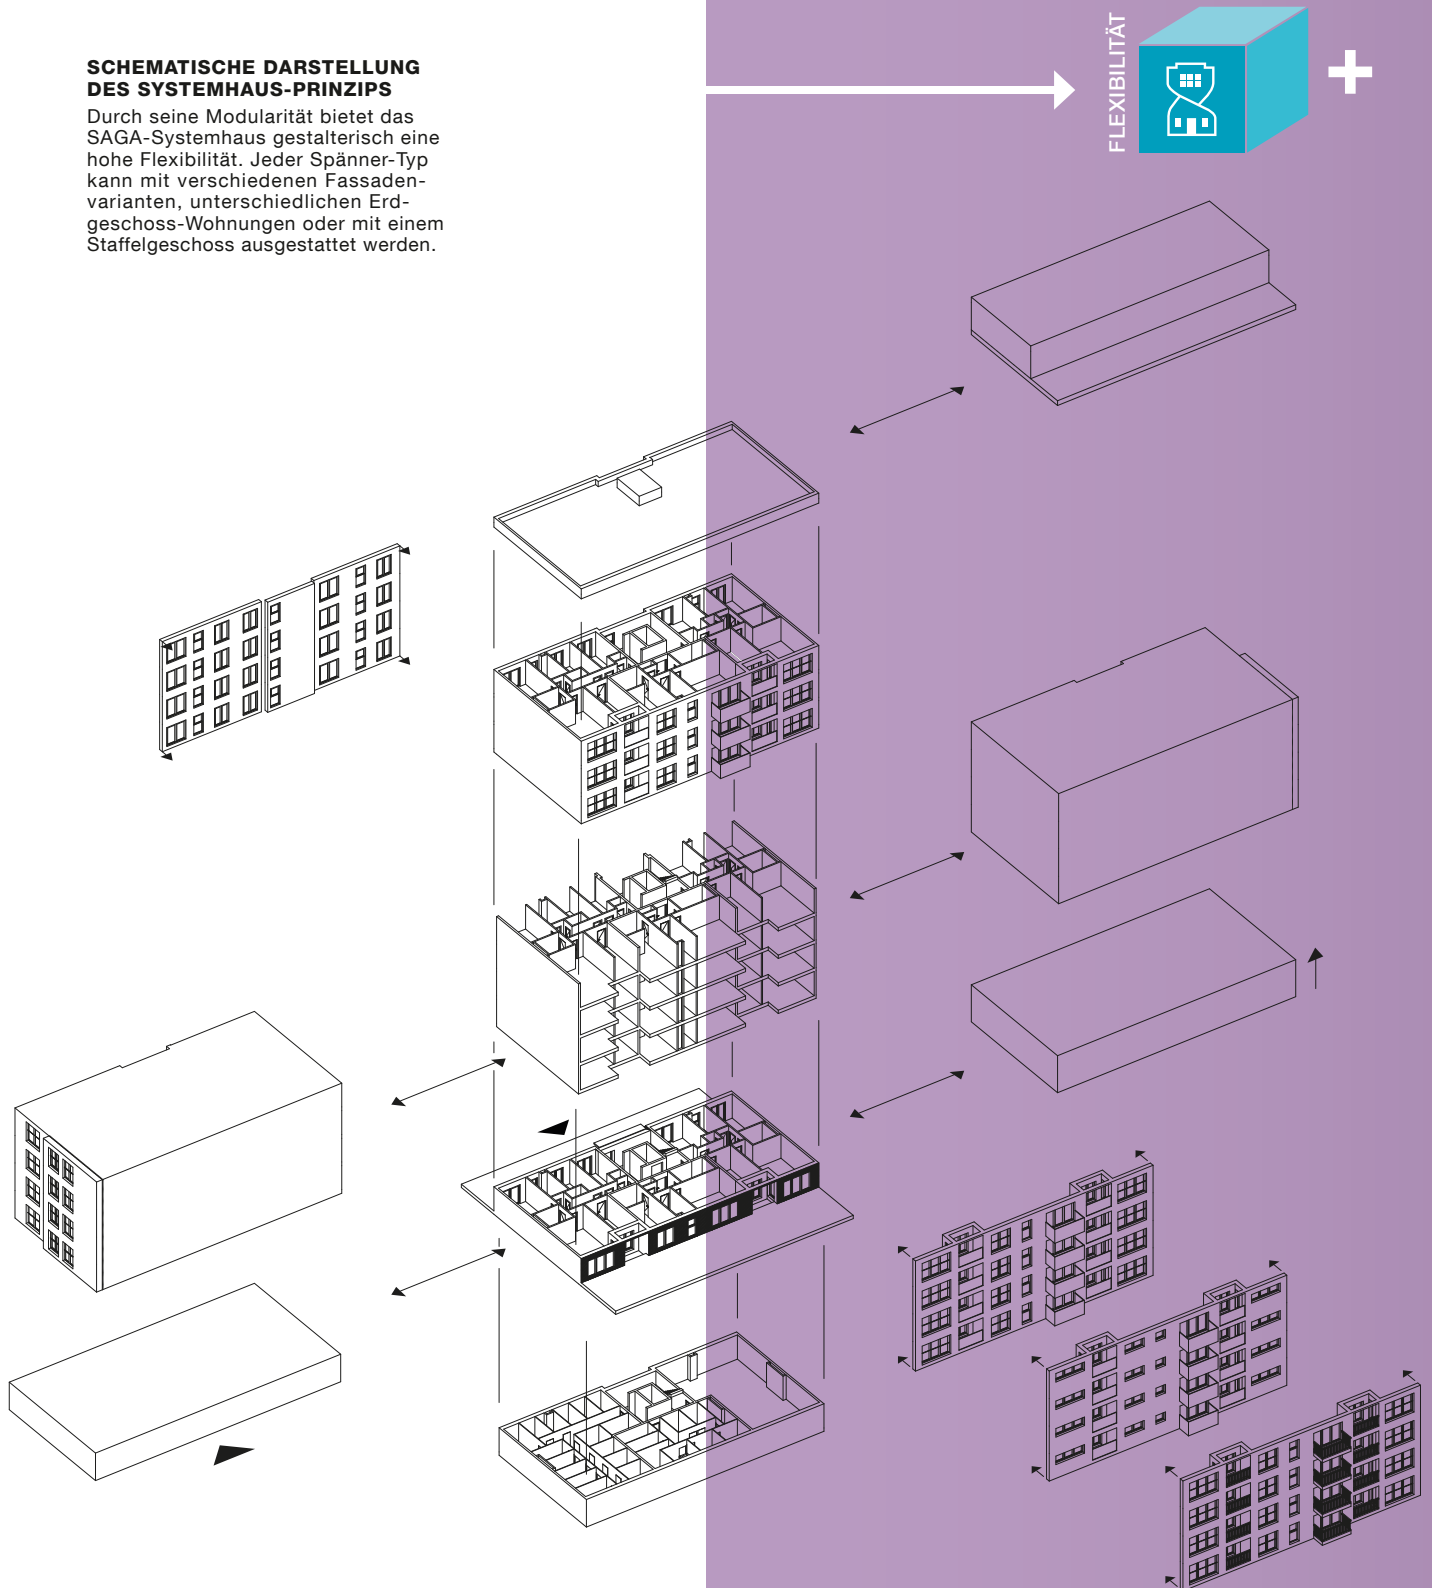 SCHEMATISCHE DARSTELLUNG
DES SYSTEMHAUS-PRINZIPS
Durch seine Modularität bietet das
SAGA-Systemhaus gestalterisch eine
hohe Flexibilität. Jeder Spänner-Typ
kann mit verschiedenen Fassaden-
varianten, unterschiedlichen Erd-
geschoss-Wohnungen oder mit einem
Staffelgeschoss ausgestattet werden.
FLEXIBILITÄT
+